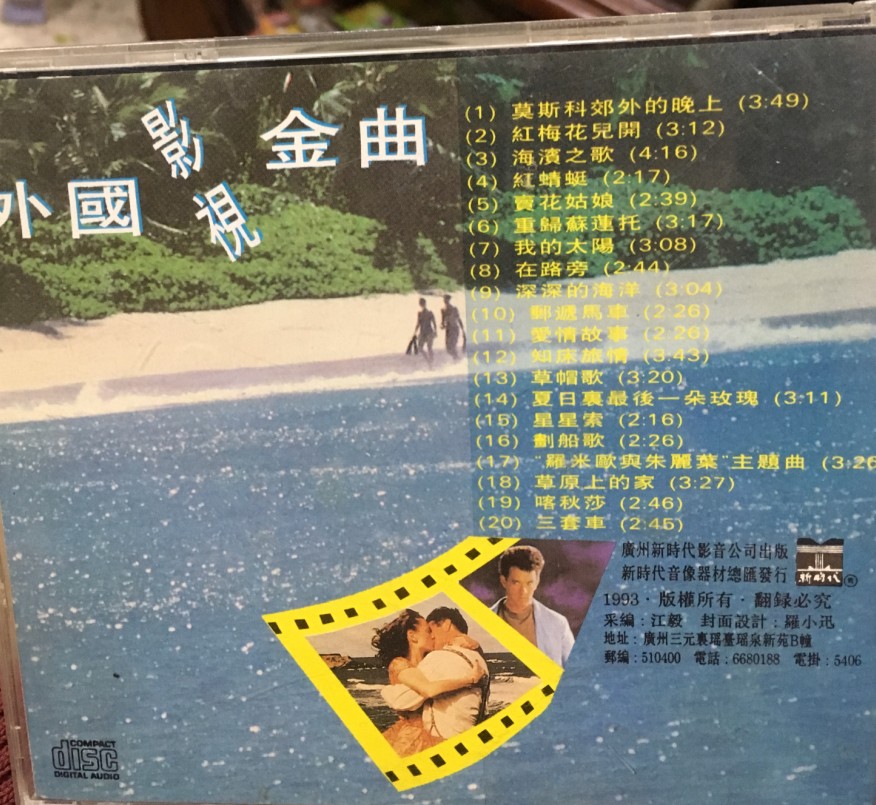 外國影視金曲
(1) 莫斯科郊外的晚上 (3:49)
(2) 紅梅花兒開 (3:12)
(3) 海濱之歌 (4:16)
(4) 紅蜻蜓 (2:17)
(5) 賣花姑娘 (2:39)
(6) 重歸蘇蓮托 (3:17)
(7) 我的太陽 (3:08)
(8) 在路旁 (2:44)
(9) 深深的海洋 (3:04)
(10) 郵遞馬車 (2:26)
(11) 愛情故事 (2:26)
(12) 知床旅情 (3:43)
(13) 草帽歌 (3:20)
(14) 夏日裏最後一朵玫瑰 (3:11)
(15) 星星索 (2:16)
(16) 劃船歌 (2:26)
(17) “羅米歐與朱麗葉”主題曲 (3:26
(18) 草原上的家 (3:27)
(19) 喀秋莎 (2:46)
(20) 三套車 (2:45)
廣州新時代影音公司出版
新時代音像器材總匯發行
新時代 ®
1993·版權所有·翻録必究
采編：江毅 封面設計：羅小迅
地址：廣州三元裏瑶臺瑶泉新苑B幢
郵編：510400 電話：6680188 電掛：5406
COMPACT
disc
DIGITAL AUDIO